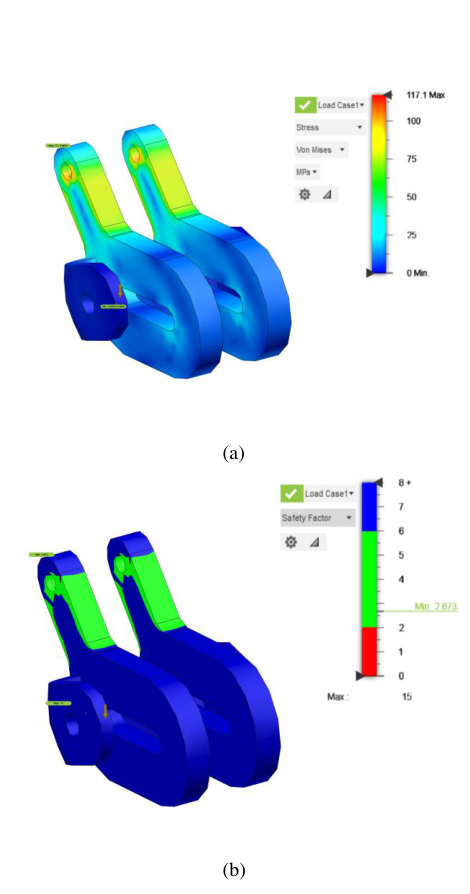 117.1 Max
Load Case1
100
Stress
Von Mises
75
MPa
50
25
0 Min.
(a)
8 +
Load Case1
7
Safety Factor
6
5
4
Min: 2.673
2
1
0
Max :
15
(b)